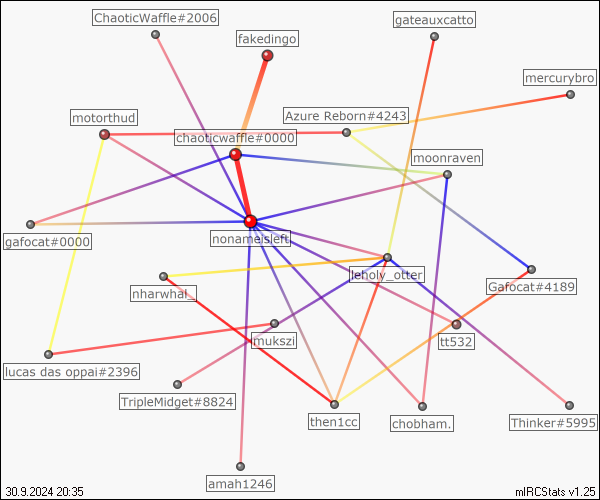 ChaoticWaffle#2006
gateauxcatto
fakedingo
mercurybro
motorthud
Azure Reborn#4243
chaoticwaffle#0000
moonraven
gafocat#0000
nonameisleft
leholy_otter
nharwhal.
Gafocat#4189
mukszi
tt532
lucas das oppai#2396
TripleMidget#8824
then1cc
chobham.
Thinker#5995
amah1246
30.9.2024 20:35
mIRCStats v1.25